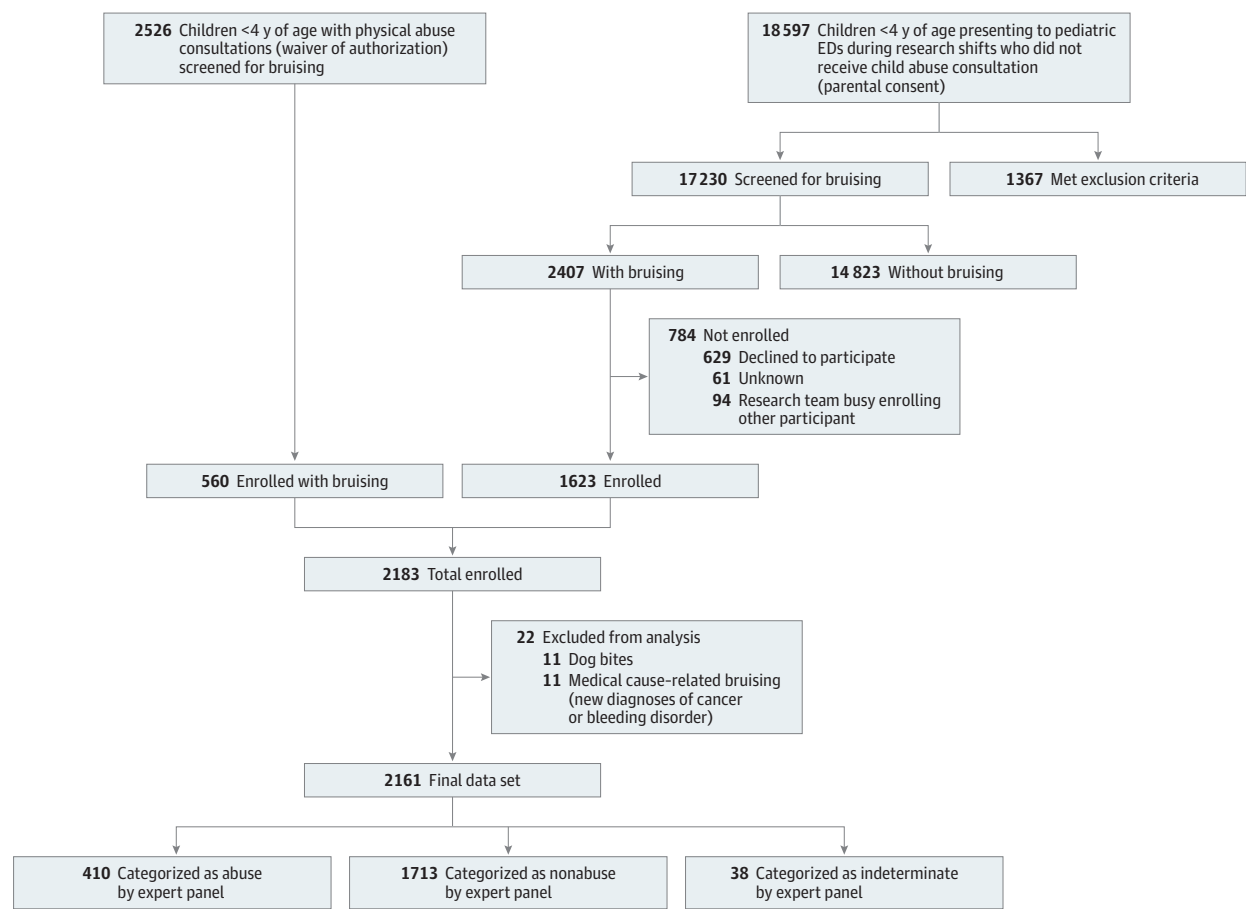 2526 Children <4 y of age with physical abuse
consultations (waiver of authorization)
screened for bruising
18 597 Children <4 y of age presenting to pediatric
EDs during research shifts who did not
receive child abuse consultation
(parental consent)
17 230 Screened for bruising
1367 Met exclusion criteria
2407 With bruising
14 823 Without bruising
784 Not enrolled
629 Declined to participate
61 Unknown
94 Research team busy enrolling
other participant
560 Enrolled with bruising
1623 Enrolled
2183 Total enrolled
22 Excluded from analysis
11 Dog bites
11 Medical cause–related bruising
(new diagnoses of cancer
or bleeding disorder)
2161 Final data set
410 Categorized as abuse
by expert panel
1713 Categorized as nonabuse
by expert panel
38 Categorized as indeterminate
by expert panel